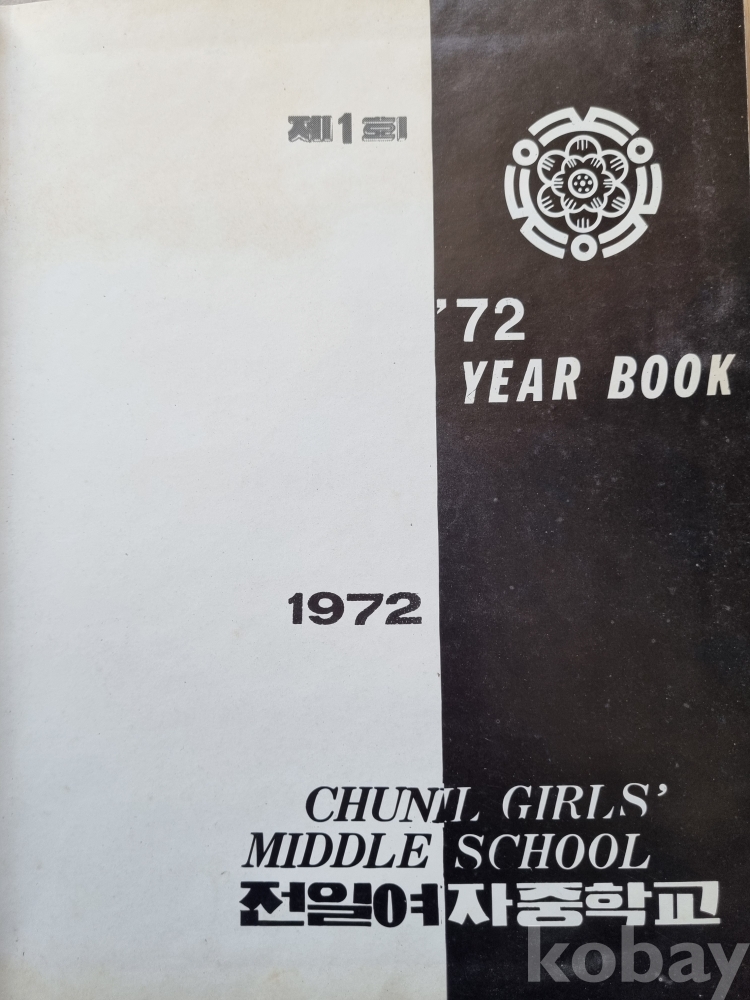 제1회
'72
YEAR BOOK
1972
CHUNIL GIRLS'
MIDDLE SCHOOL
전일여자중학교
kobay